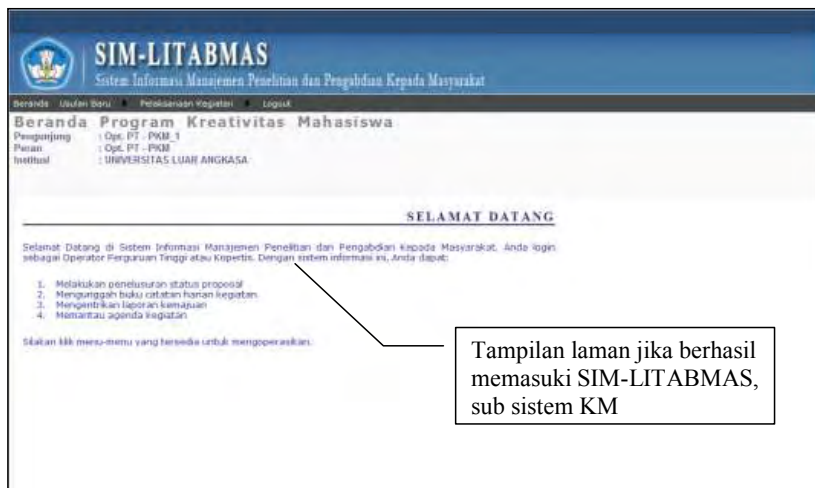 SIM-LITABMAS
Sistem Informasi Manajemen Penelitian dan Pengabdian Kepada Masyarakat
Beranda Usulan Baru Pelaksanaan Kegiatan Logout
Beranda Program Kreativitas Mahasiswa
Pengunjung : Opt. PT - PKM_1
Peran : Opt. PT - PKM
Institusi : UNIVERSITAS LUAR ANGKASA
SELAMAT DATANG
Selamat Datang di Sistem Informasi Manajemen Penelitian dan Pengabdian Kepada Masyarakat. Anda login
sebagai Operator Perguruan Tinggi atau Kopertis. Dengan sistem informasi ini, Anda dapat:
1. Melakukan penelusuran status proposal
2. Mengunggah buku catatan harian kegiatan
3. Mengentrikan laporan kemajuan
4. Memantau agenda kegiatan
Silakan klik menu-menu yang tersedia untuk mengoperasikan.
Tampilan laman jika berhasil
memasuki SIM-LITABMAS,
sub sistem KM